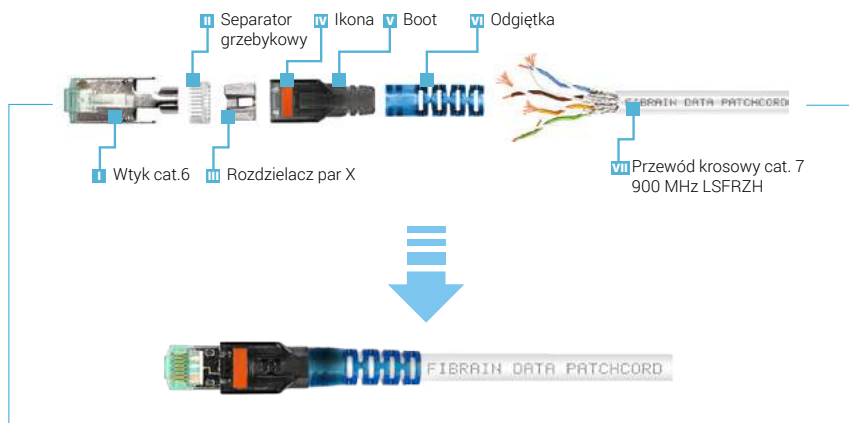 II Separator
grzebykowy
IV Ikona
V Boot
VI Odgiętka
FIBRAIN DATA PATCHCORD
I Wtyk cat.6
III Rozdzielacz par X
VII Przewód krosowy cat. 7
900 MHz LSFRZH
FIBRAIN DATA PATCHCORD